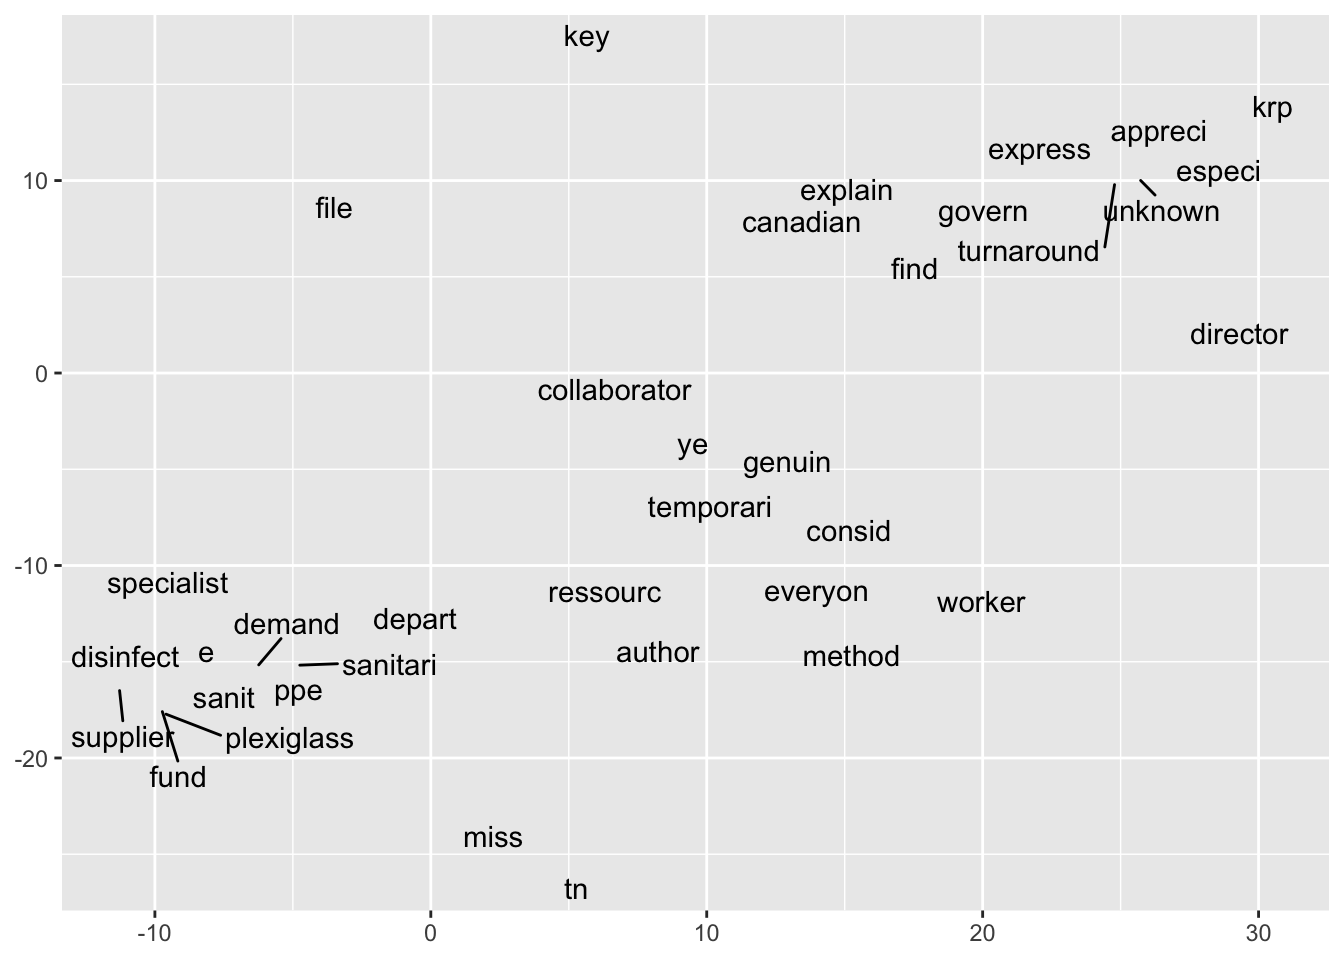 key
krp
appreci
express
especi
10
explain
file
canadian
govern
unknown
turnaround
find
director
0
collaborator
ye
genuin
temporari
consid
-10
specialist
ressourc
everyon
worker
depart
demand
e
author
method
disinfect
sanitari
ppe
sanit
supplier
plexiglass
-20
fund
miss
tn
-10 0 10 20 30